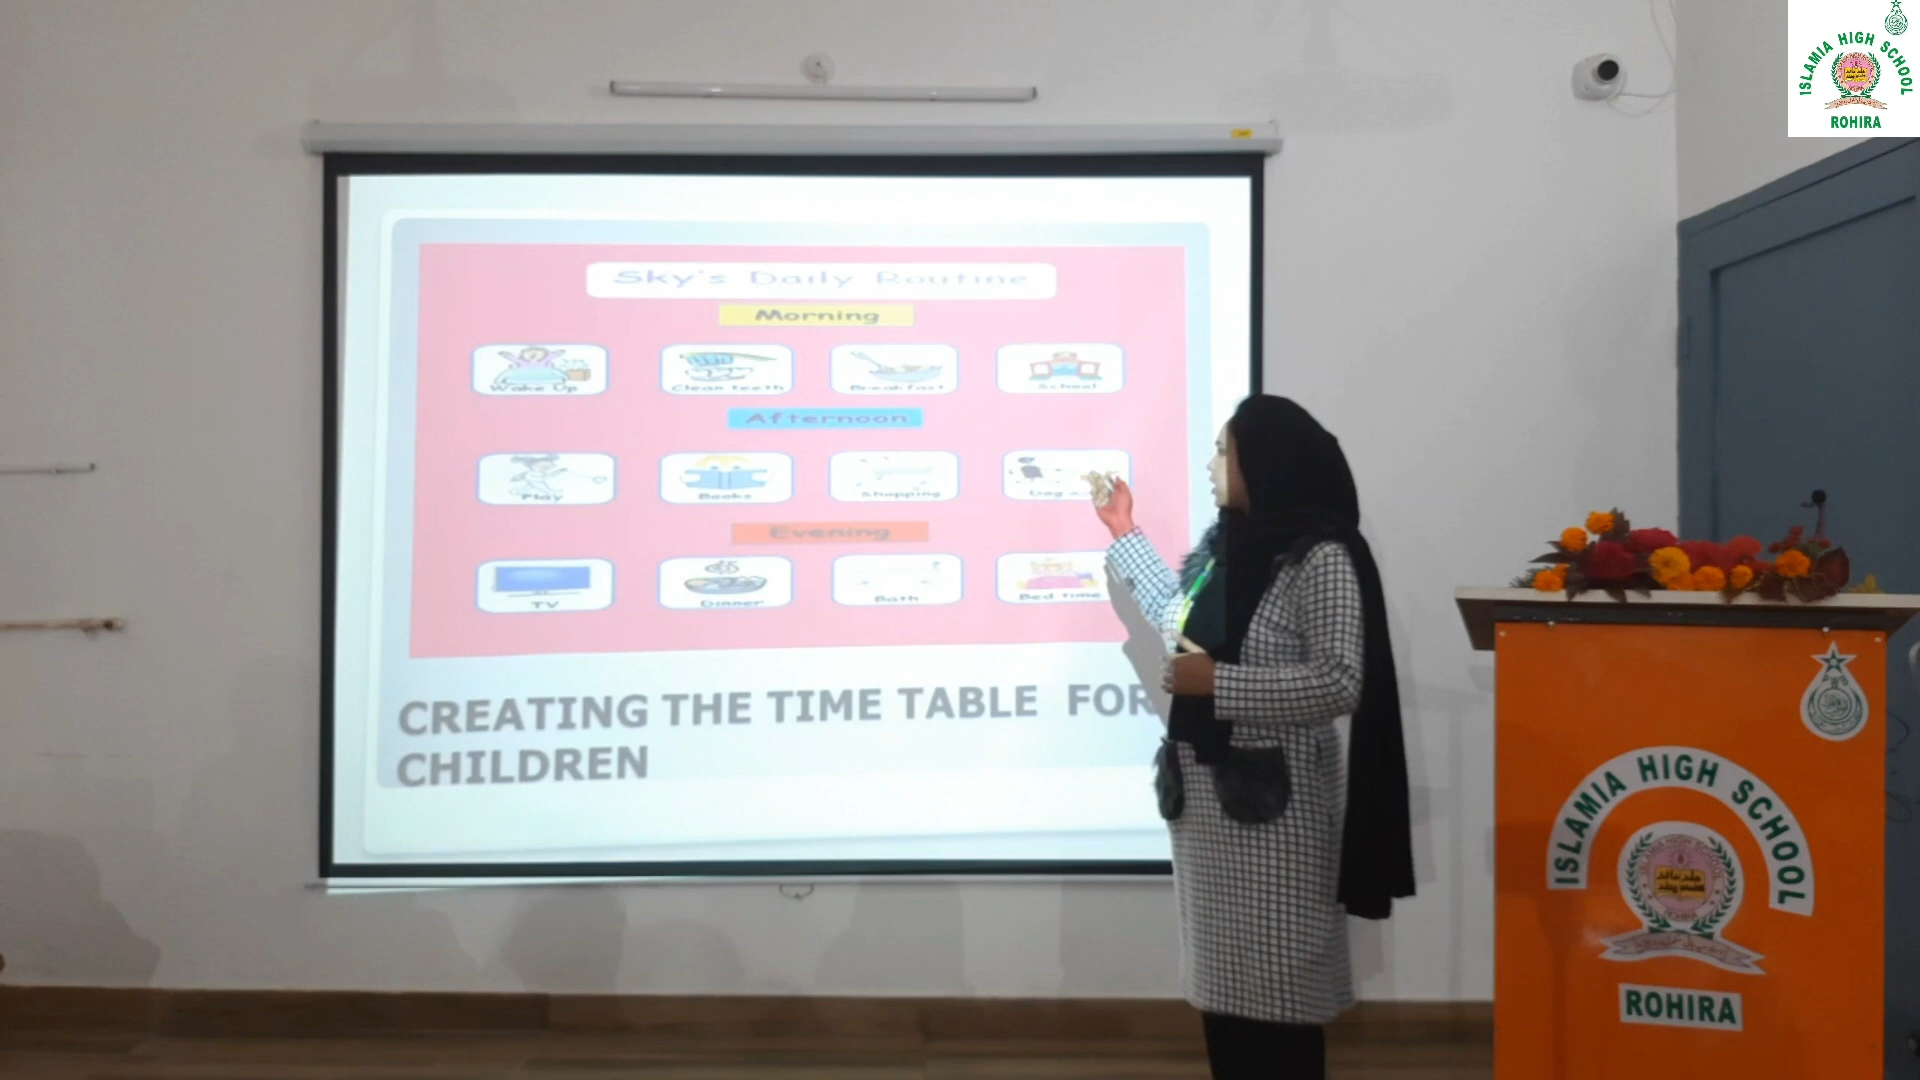 Sky's Daily Routine
Morning
Wake Up
Clean teeth
Breakfast
School
Afternoon
Play
Books
Shopping
Dog
Evening
TV
Dinner
Bath
Bed time
CREATING THE TIME TABLE FOR
CHILDREN
ISLAMIA HIGH SCHOOL
ROHIRA
ISLAMIA HIGH SCHOOL
ROHIRA